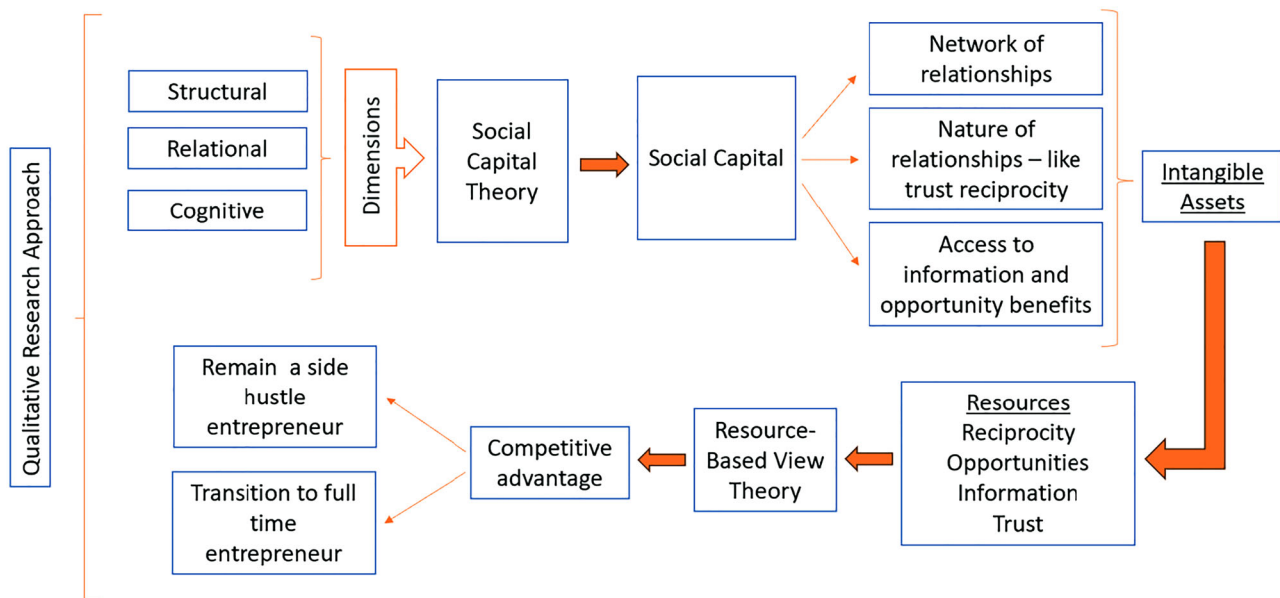 Qualitative Research Approach
Structural
Relational
Cognitive
Dimensions
Social
Capital
Theory
Social Capital
Network of
relationships
Nature of
relationships – like
trust reciprocity
Access to
information and
opportunity benefits
Intangible
Assets
Resources
Reciprocity
Opportunities
Information
Trust
Resource-
Based View
Theory
Competitive
advantage
Remain a side
hustle
entrepreneur
Transition to full
time
entrepreneur